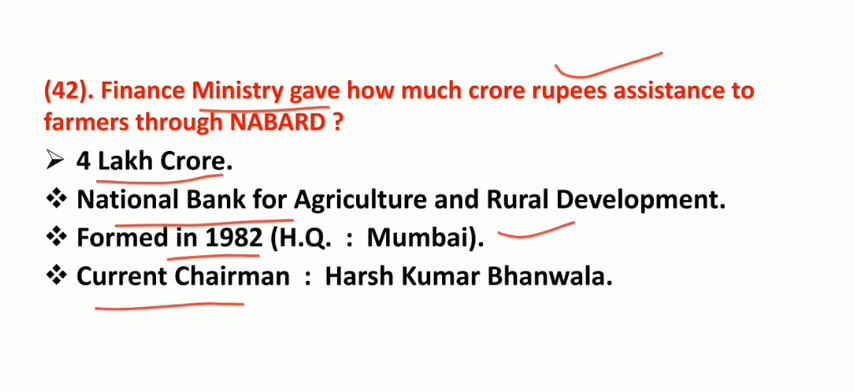 (42). Finance Ministry gave how much crore rupees assistance to
farmers through NABARD ?
➢ 4 Lakh Crore.
❖ National Bank for Agriculture and Rural Development.
❖ Formed in 1982 (H.Q. : Mumbai).
❖ Current Chairman : Harsh Kumar Bhanwala.